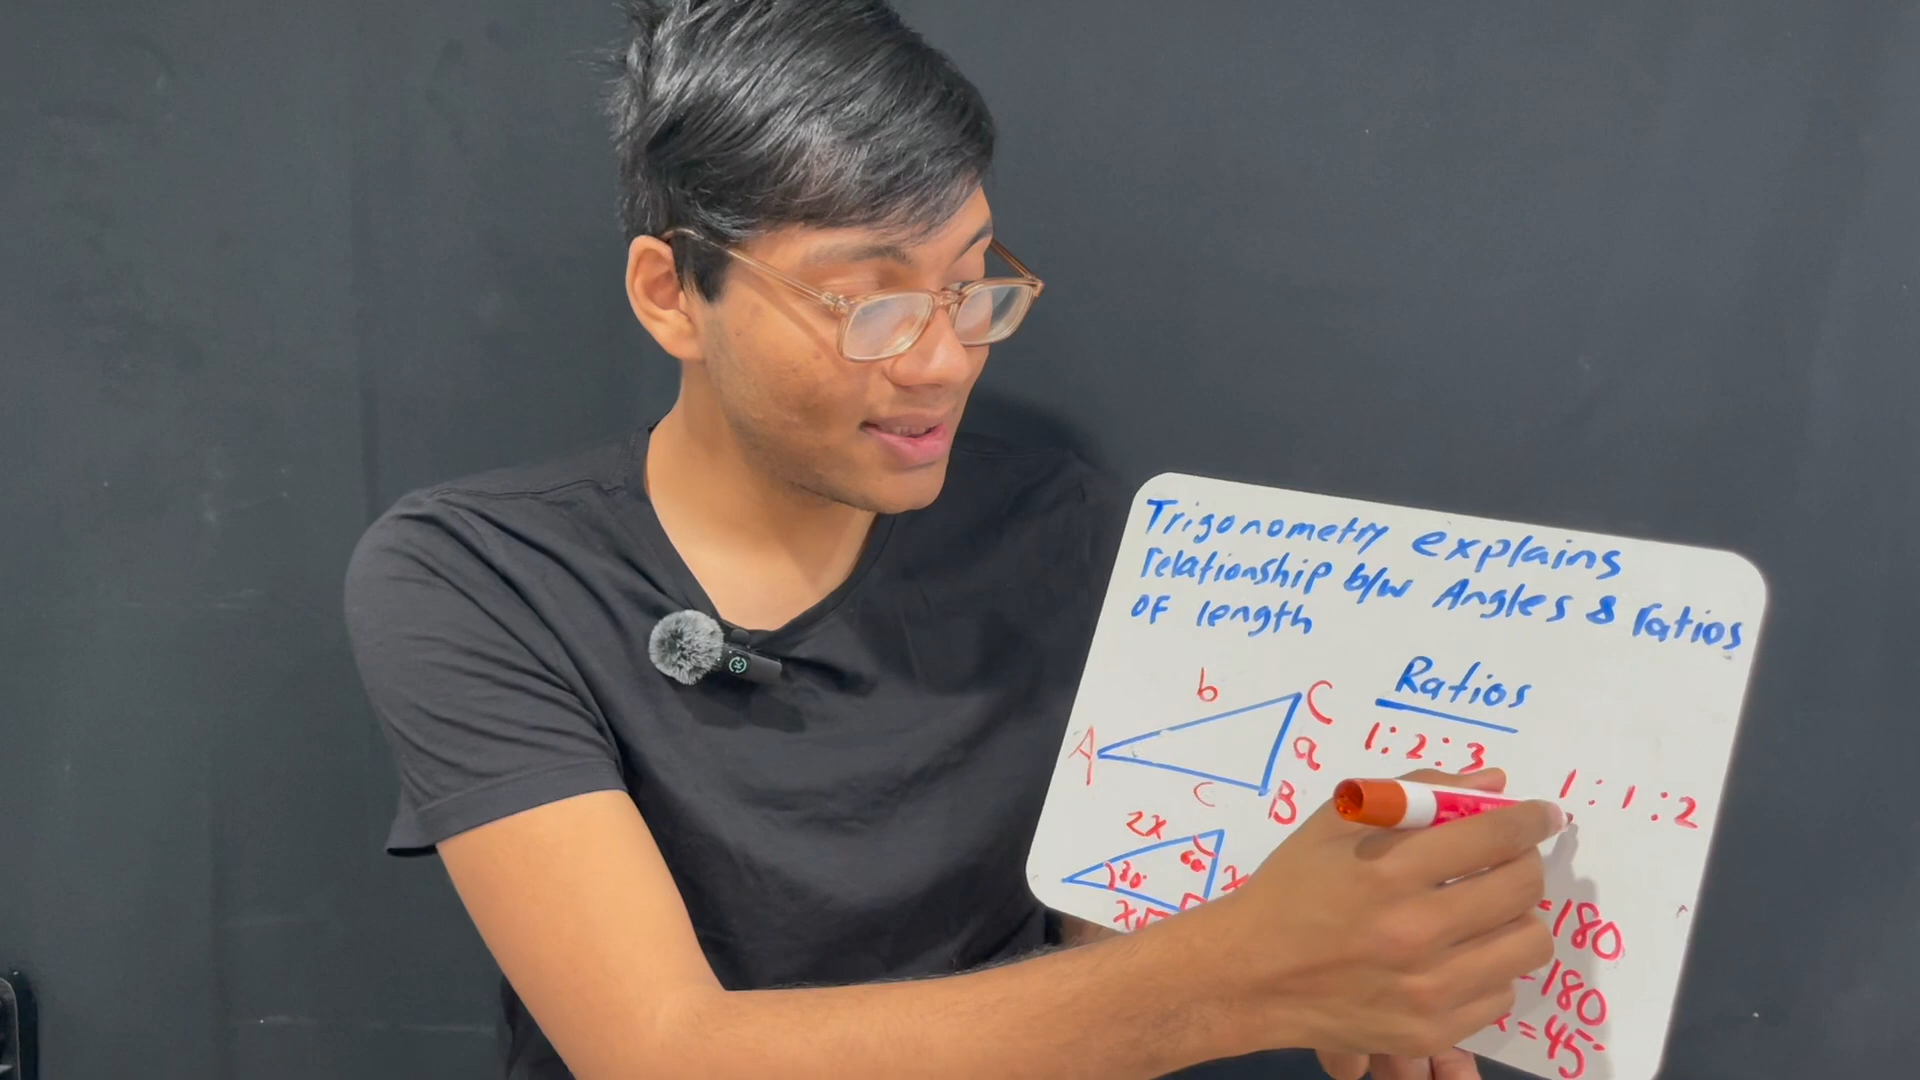 Trigonometry explains
relationship b/w Angles & ratios
of length
Ratios
b
C
A
a
c
B
1:2:3
1:1:2
2x
60
30°
x
=180
=180
x=45°